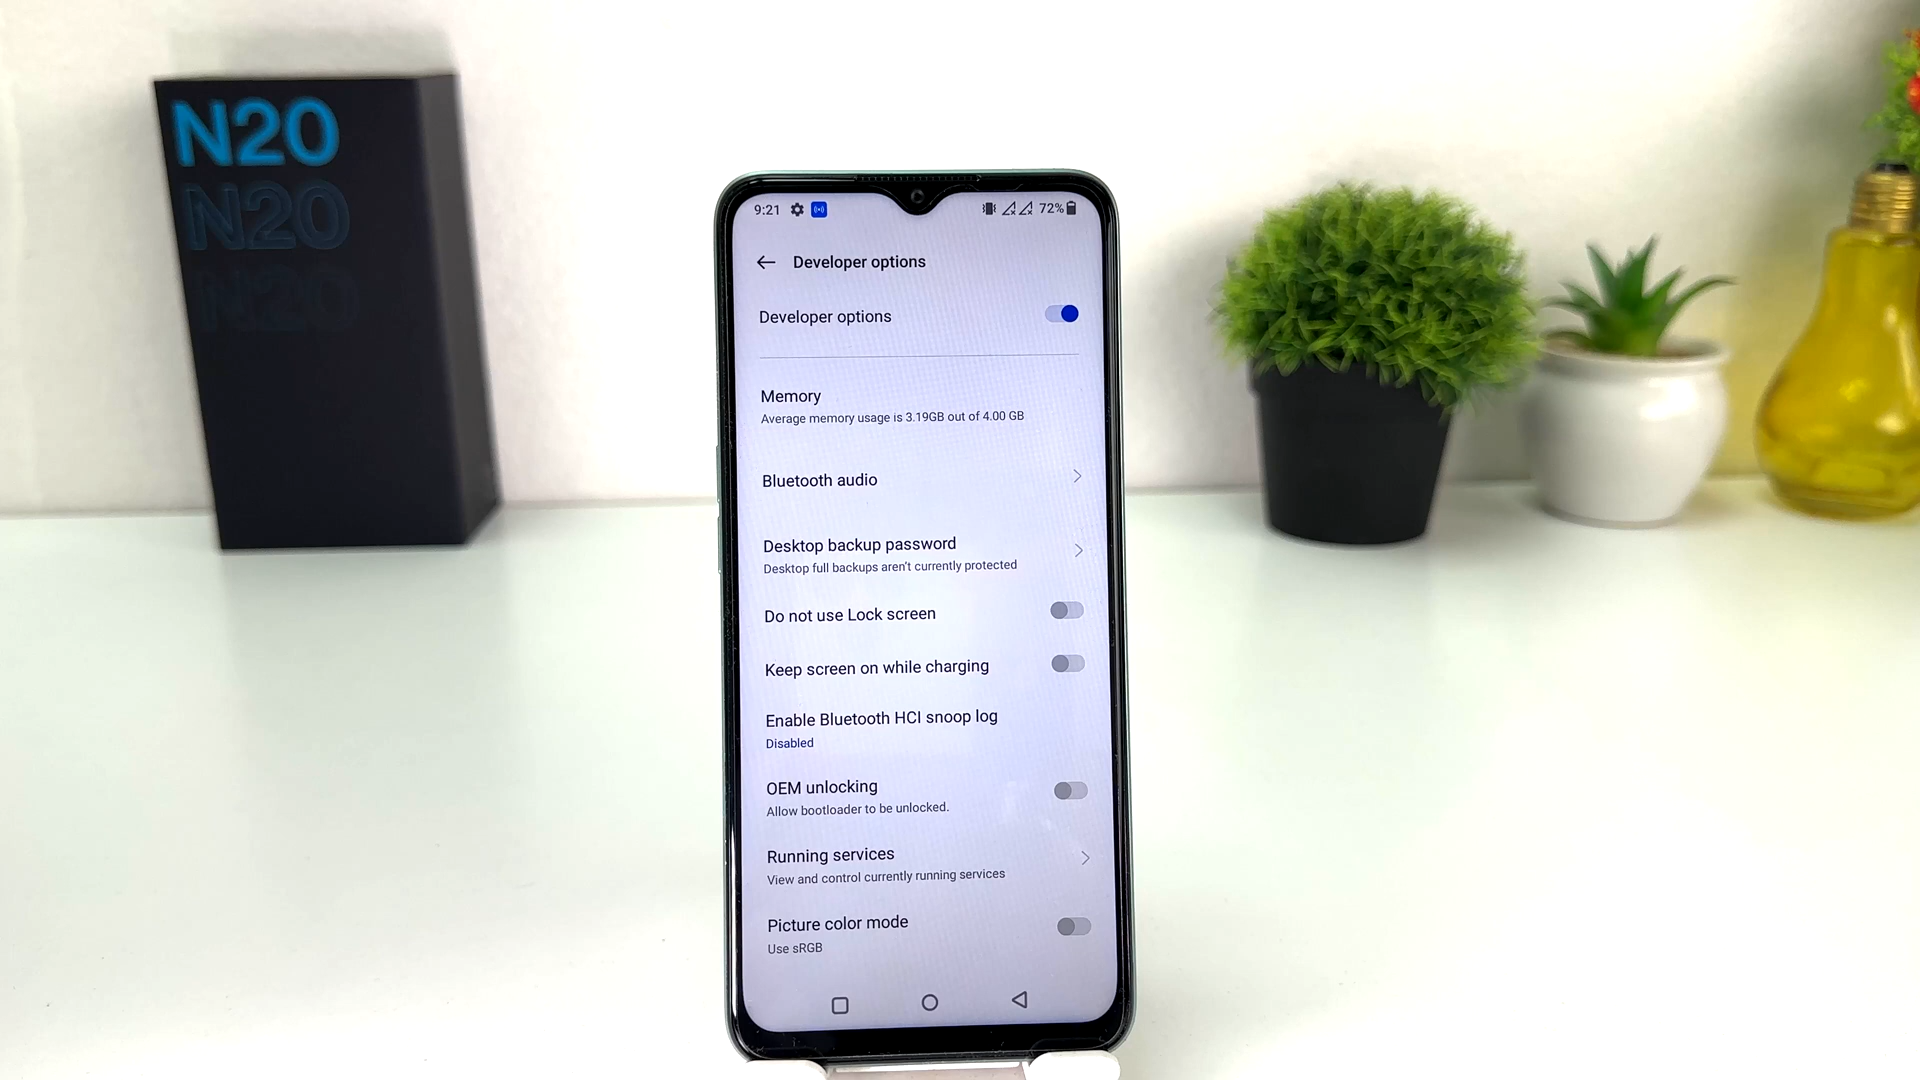 N20
N20
N20
9:21
72%
Developer options
Developer options
Memory
Average memory usage is 3.19GB out of 4.00 GB
Bluetooth audio
Desktop backup password
Desktop full backups aren't currently protected
Do not use Lock screen
Keep screen on while charging
Enable Bluetooth HCI snoop log
Disabled
OEM unlocking
Allow bootloader to be unlocked.
Running services
View and control currently running services
Picture color mode
Use sRGB